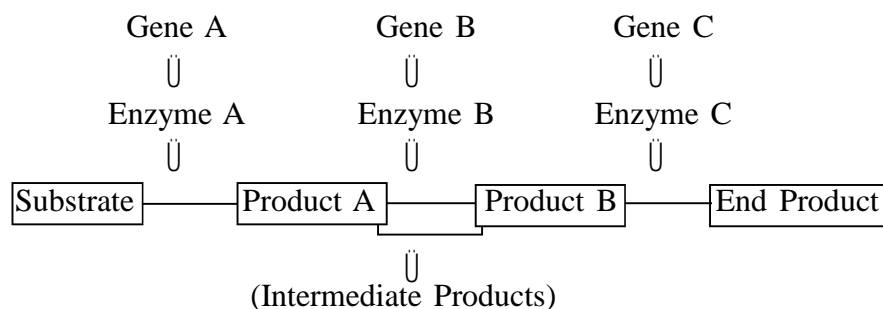 Gene A Gene B Gene C
Ü Ü Ü
Enzyme A Enzyme B Enzyme C
Ü Ü Ü
Substrate Product A Product B End Product
Ü
(Intermediate Products)